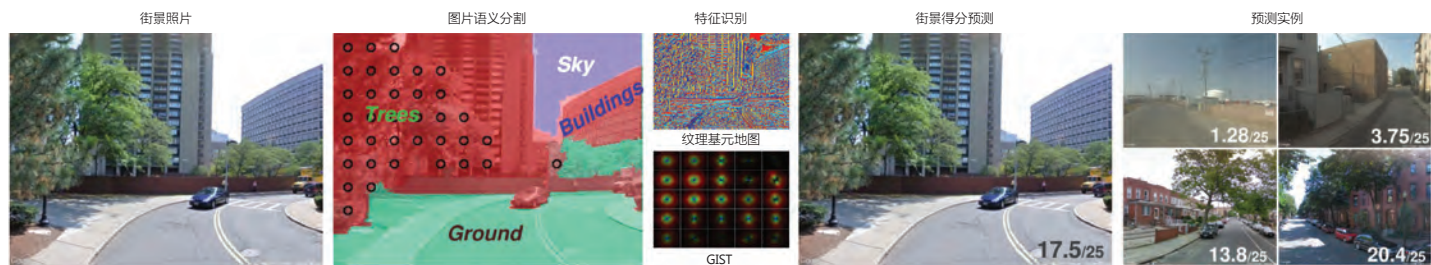 街景照片
图片语义分割
特征识别
街景得分预测
预测实例
Sky
Trees
Buildings
Ground
纹理基元地图
GIST
17.5/25
1.28/25
3.75/25
13.8/25
20.4/25